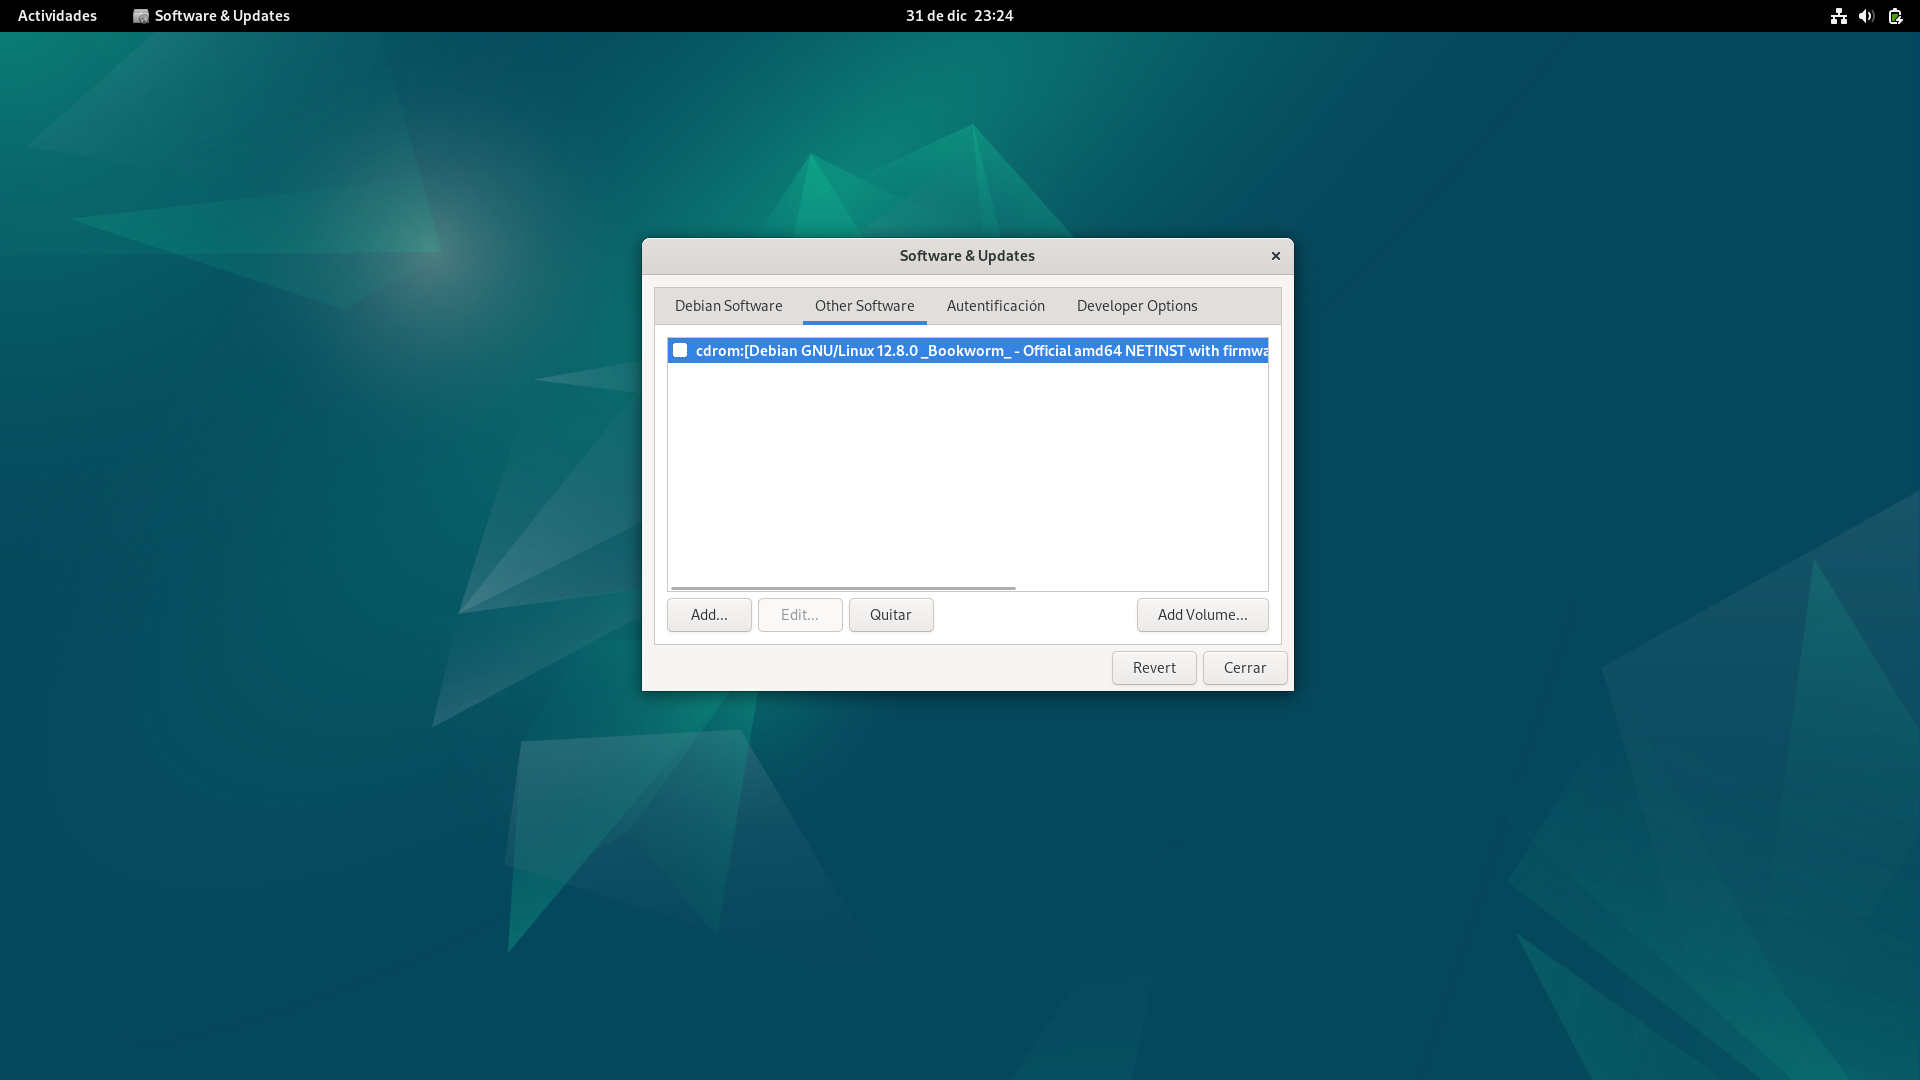 Actividades
Software & Updates
31 de dic 23:24
Software & Updates
Debian Software
Other Software
Autentificación
Developer Options
cdrom:[Debian GNU/Linux 12.8.0 _Bookworm_ - Official amd64 NETINST with firmwa
Add...
Edit...
Quitar
Add Volume...
Revert
Cerrar